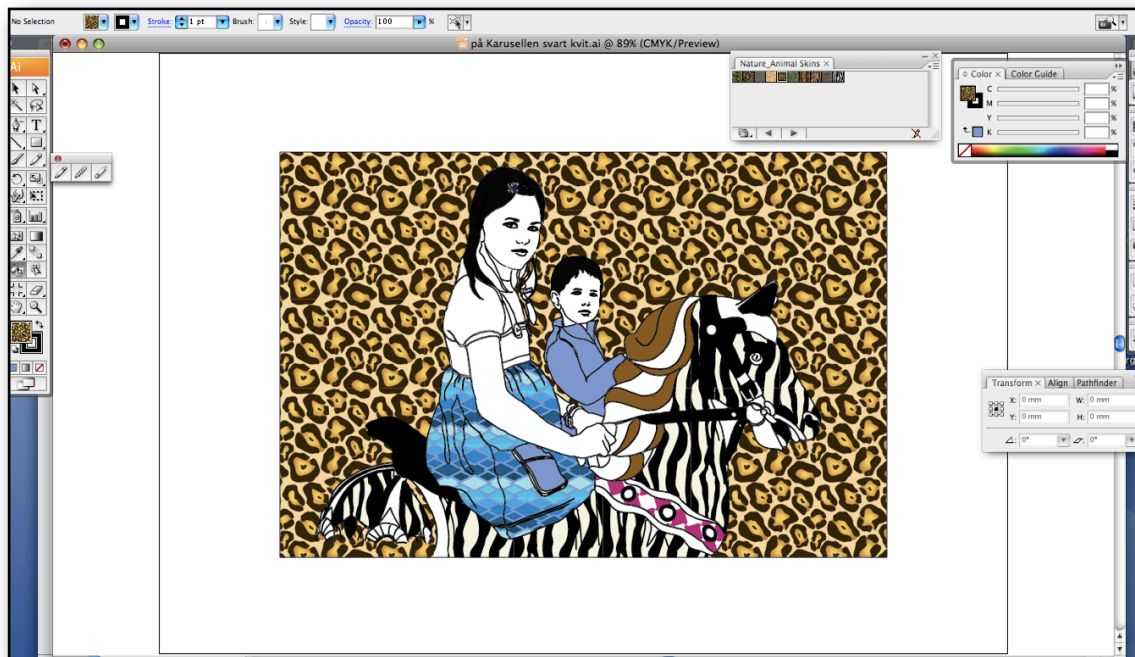 No Selection Stroke: 1 pt Brush: Style: Opacity: 100 %
på Karusellen svart kvit.ai @ 89% (CMYK/Preview)
Ai
T
Nature_Animal Skins ×
Color × Color Guide
C %
M %
Y %
K %
Transform × Align Pathfinder
X: 0 mm W: 0 mm
Y: 0 mm H: 0 mm
0° 0°